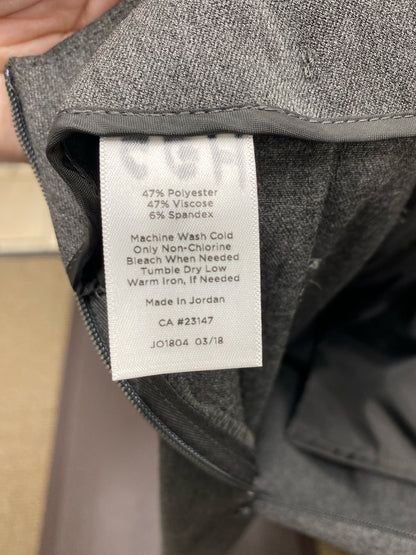 47% Polyester
47% Viscose
6% Spandex
Machine Wash Cold
Only Non-Chlorine
Bleach When Needed
Tumble Dry Low
Warm Iron, If Needed
Made in Jordan
CA #23147
JO1804 03/18